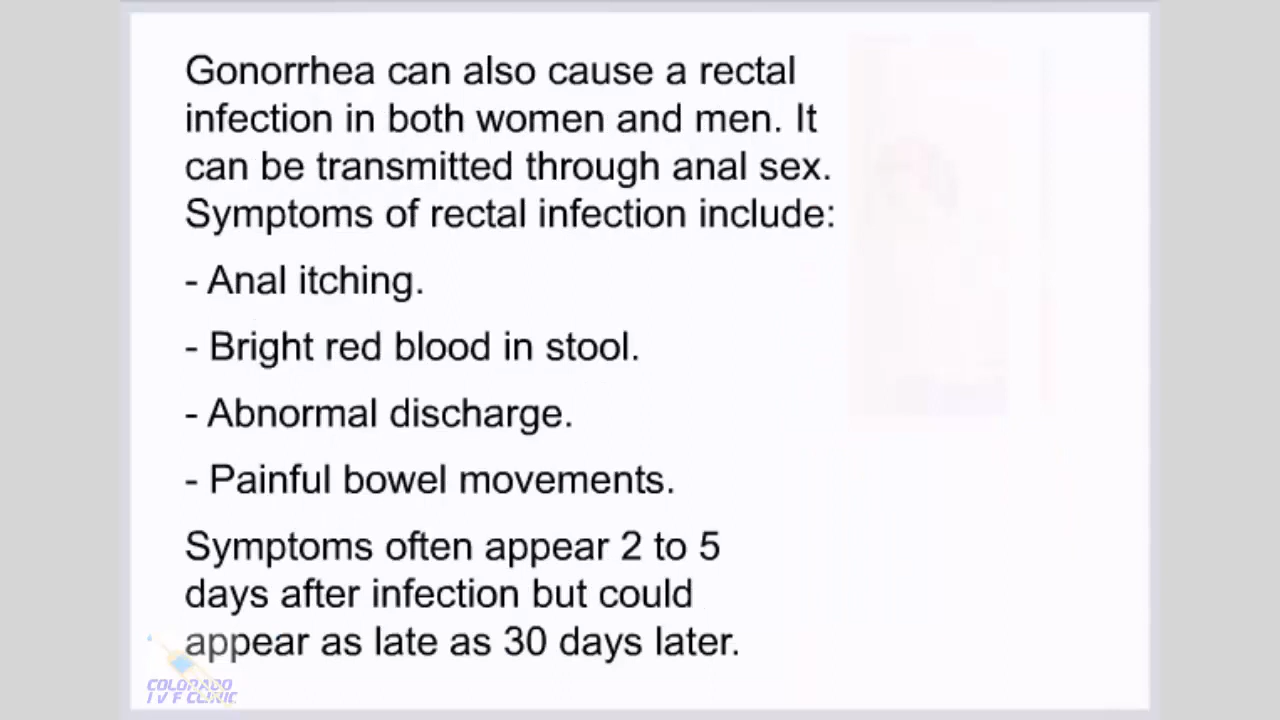 Gonorrhea can also cause a rectal
infection in both women and men. It
can be transmitted through anal sex.
Symptoms of rectal infection include:
- Anal itching.
- Bright red blood in stool.
- Abnormal discharge.
- Painful bowel movements.
Symptoms often appear 2 to 5
days after infection but could
appear as late as 30 days later.
COLORADO
IVF CLINIC